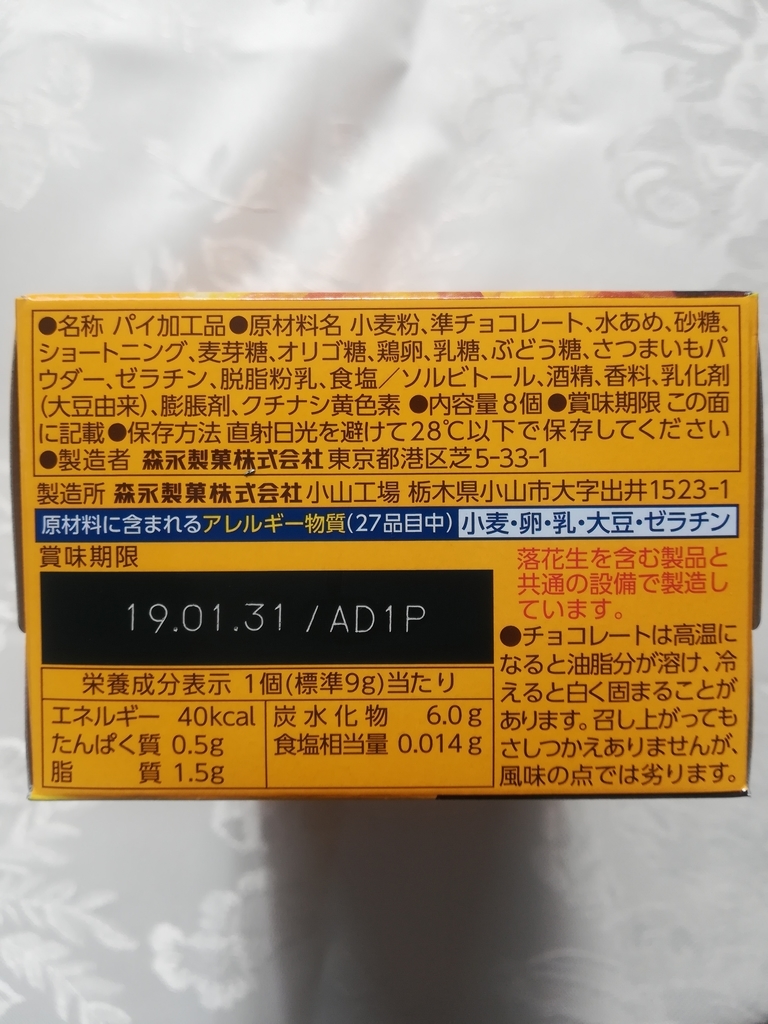 ●名称 パイ加工品●原材料名 小麦粉、準チョコレート、水あめ、砂糖、
ショートニング、麦芽糖、オリゴ糖、鶏卵、乳糖、ぶどう糖、さつまいもパ
ウダー、ゼラチン、脱脂粉乳、食塩／ソルビトール、酒精、香料、乳化剤
(大豆由来)、膨脹剤、クチナシ黄色素 ●内容量 8個 ●賞味期限 この面
に記載●保存方法 直射日光を避けて28℃以下で保存してください
●製造者 森永製菓株式会社 東京都港区芝5-33-1
製造所 森永製菓株式会社 小山工場 栃木県小山市大字出井1523-1
原材料に含まれるアレルギー物質(27品目中) 小麦・卵・乳・大豆・ゼラチン
賞味期限
19.01.31 / AD1P
栄養成分表示 1個(標準9g)当たり
エネルギー 40kcal
たんぱく質 0.5g
脂質 1.5g
炭水化物 6.0g
食塩相当量 0.014g
落花生を含む製品と
共通の設備で製造し
ています。
●チョコレートは高温に
なると油脂分が溶け、冷
えると白く固まることが
あります。召し上がっても
さしつかえありませんが、
風味の点では劣ります。